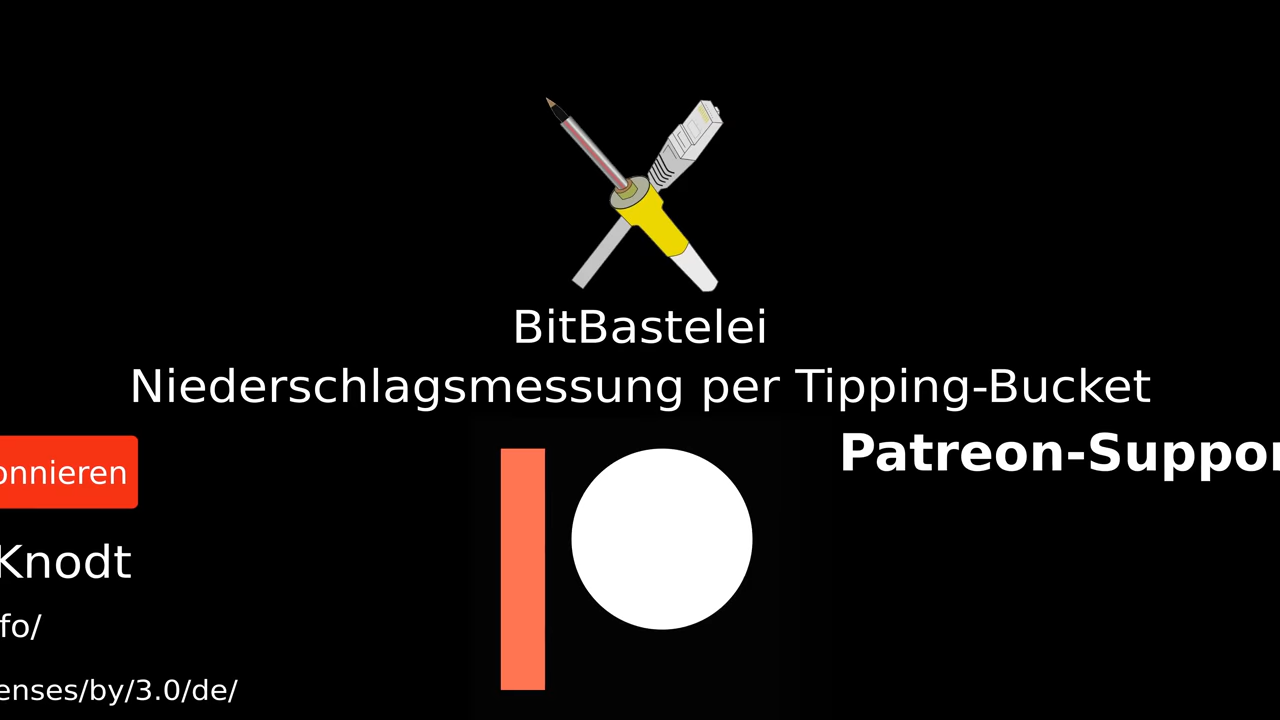 BitBastelei
Niederschlagsmessung per Tipping-Bucket
onnieren
Patreon-Suppor
Knodt
fo/
enses/by/3.0/de/